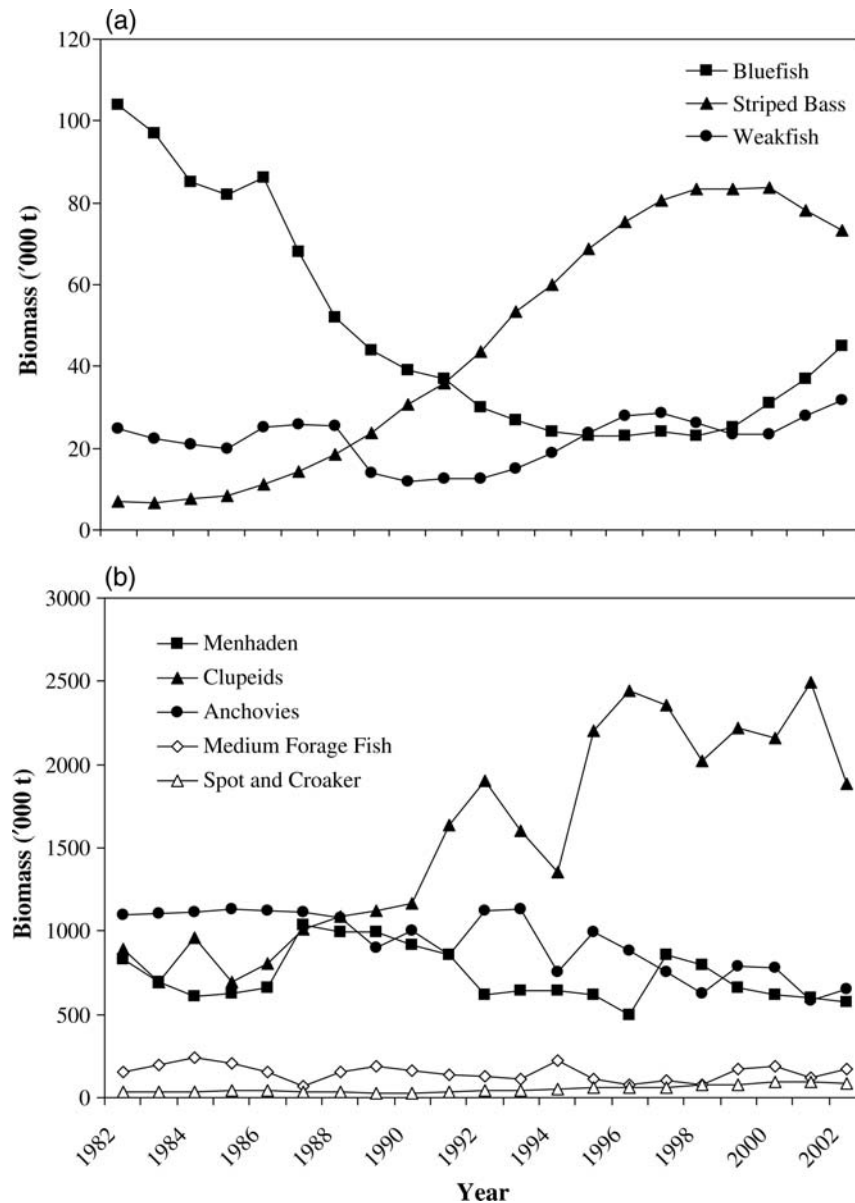 (a)
120
100
80
60
40
20
0
Biomass ('000 t)
Bluefish
Striped Bass
Weakfish
(b)
3000
2500
2000
1500
1000
500
0
Biomass ('000 t)
Menhaden
Clupeids
Anchovies
Medium Forage Fish
Spot and Croaker
1982 1984 1986 1988 1990 1992 1994 1996 1998 2000 2002
Year